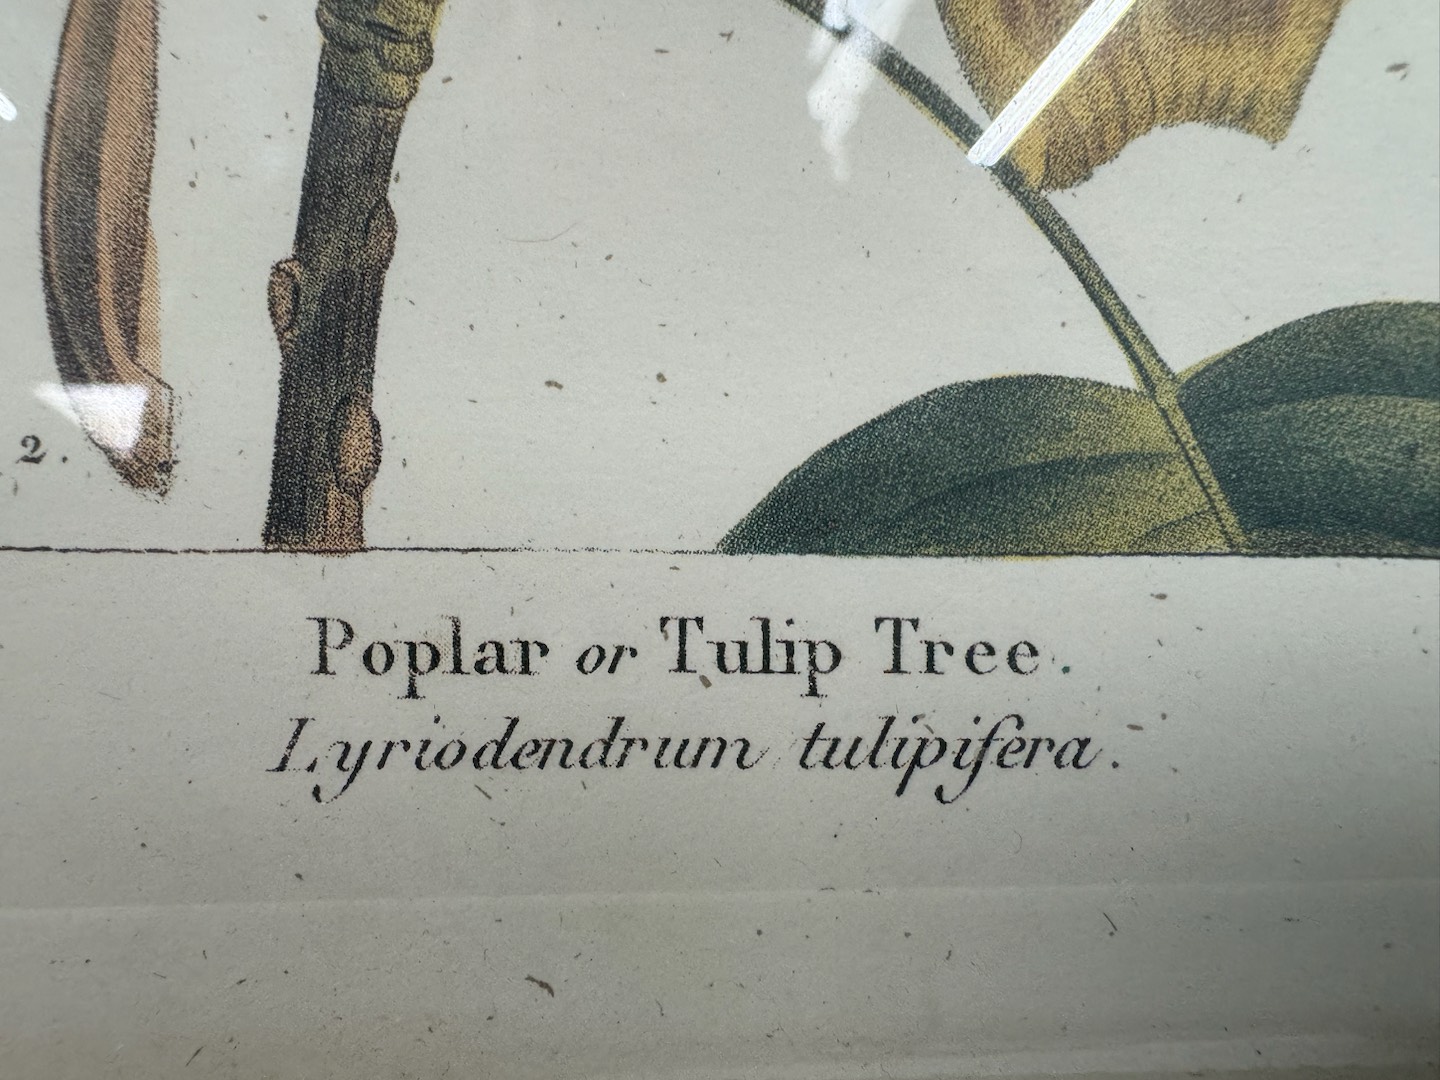 2.
Poplar or Tulip Tree.
Lyriodendrum tulipifera.